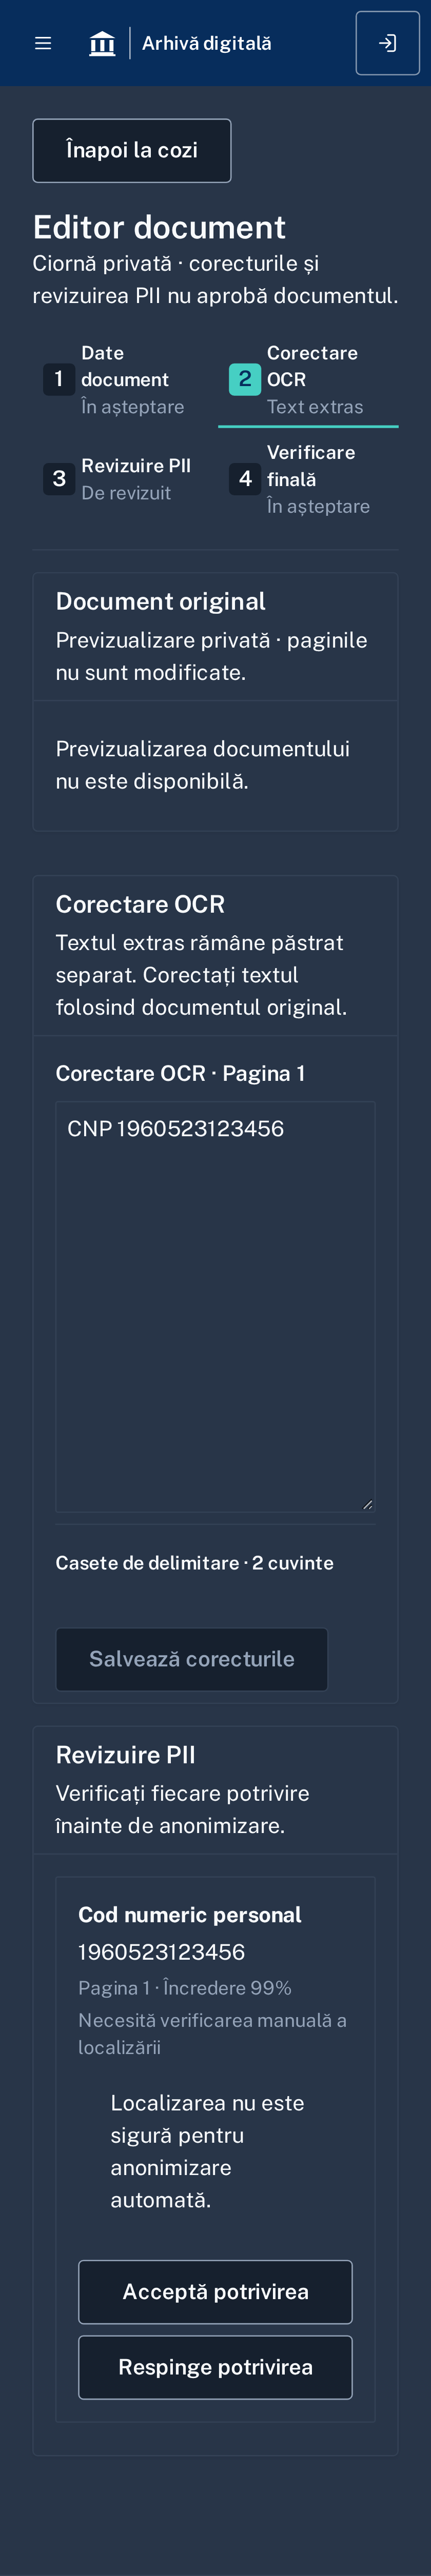 Arhivă digitală
Înapoi la cozi
Editor document
Ciornă privată · corecturile și
revizuirea PII nu aprobă documentul.
1
Date
document
În așteptare
2
Corectare
OCR
Text extras
3
Revizuire PII
De revizuit
4
Verificare
finală
În așteptare
Document original
Previzualizare privată · paginile
nu sunt modificate.
Previzualizarea documentului
nu este disponibilă.
Corectare OCR
Textul extras rămâne păstrat
separat. Corectați textul
folosind documentul original.
Corectare OCR · Pagina 1
CNP 1960523123456
Casete de delimitare · 2 cuvinte
Salvează corecturile
Revizuire PII
Verificați fiecare potrivire
înainte de anonimizare.
Cod numeric personal
1960523123456
Pagina 1 · Încredere 99%
Necesită verificarea manuală a
localizării
Localizarea nu este
sigură pentru
anonimizare
automată.
Acceptă potrivirea
Respinge potrivirea